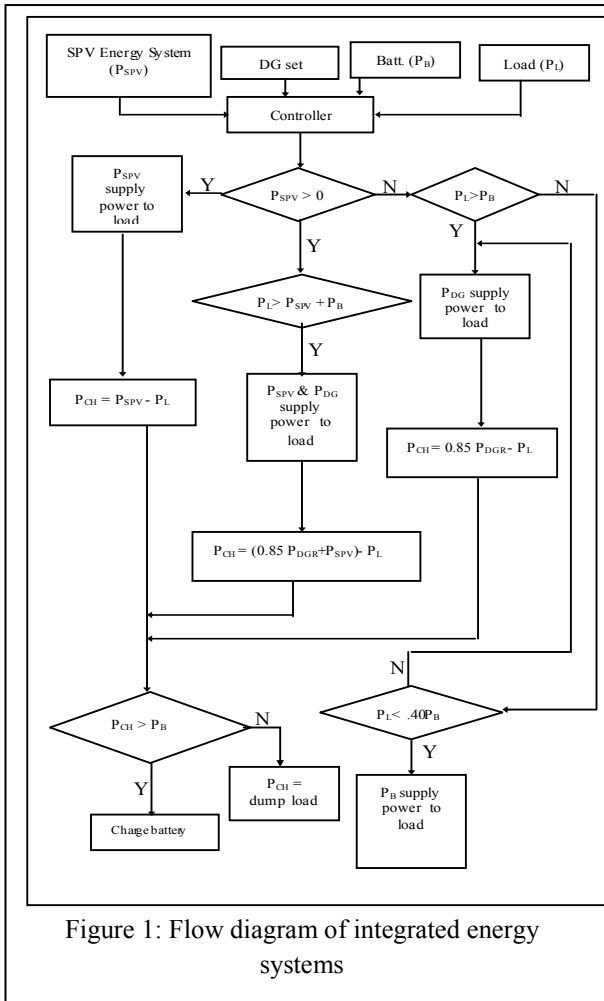 SPV Energy System
(PSPV)
DG set
Batt. (PB)
Load (PL)
Controller
PSPV
supply
power to
load
Y
PSPV > 0
N
PL>PB
N
Y
Y
PL> PSPV + PB
PDG supply
power to
load
Y
PCH = PSPV - PL
PSPV & PDG
supply
power to
load
PCH = 0.85 PDGR- PL
PCH = (0.85 PDGR+PSPV)- PL
N
PCH > PB
N
PL< .40PB
Y
Y
PCH =
dump load
PB supply
power to
load
Charge battery
Figure 1: Flow diagram of integrated energy
systems